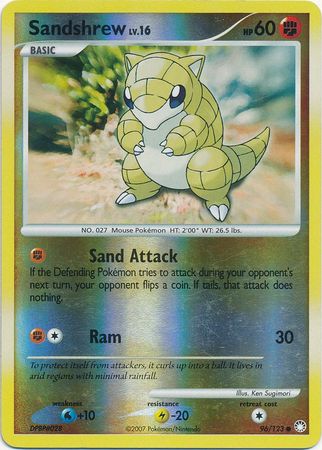 Sandshrew LV.16
HP 60
BASIC
NO. 027 Mouse Pokémon HT: 2'00" WT: 26.5 lbs.
Sand Attack
If the Defending Pokémon tries to attack during your opponent's
next turn, your opponent flips a coin. If tails, that attack does
nothing.
Ram 30
To protect itself from attackers, it curls up into a ball. It lives in
arid regions with minimal rainfall.
Illus. Ken Sugimori
weakness resistance retreat cost
+10 -20
DPBP#028 ©2007 Pokémon/Nintendo 96/123